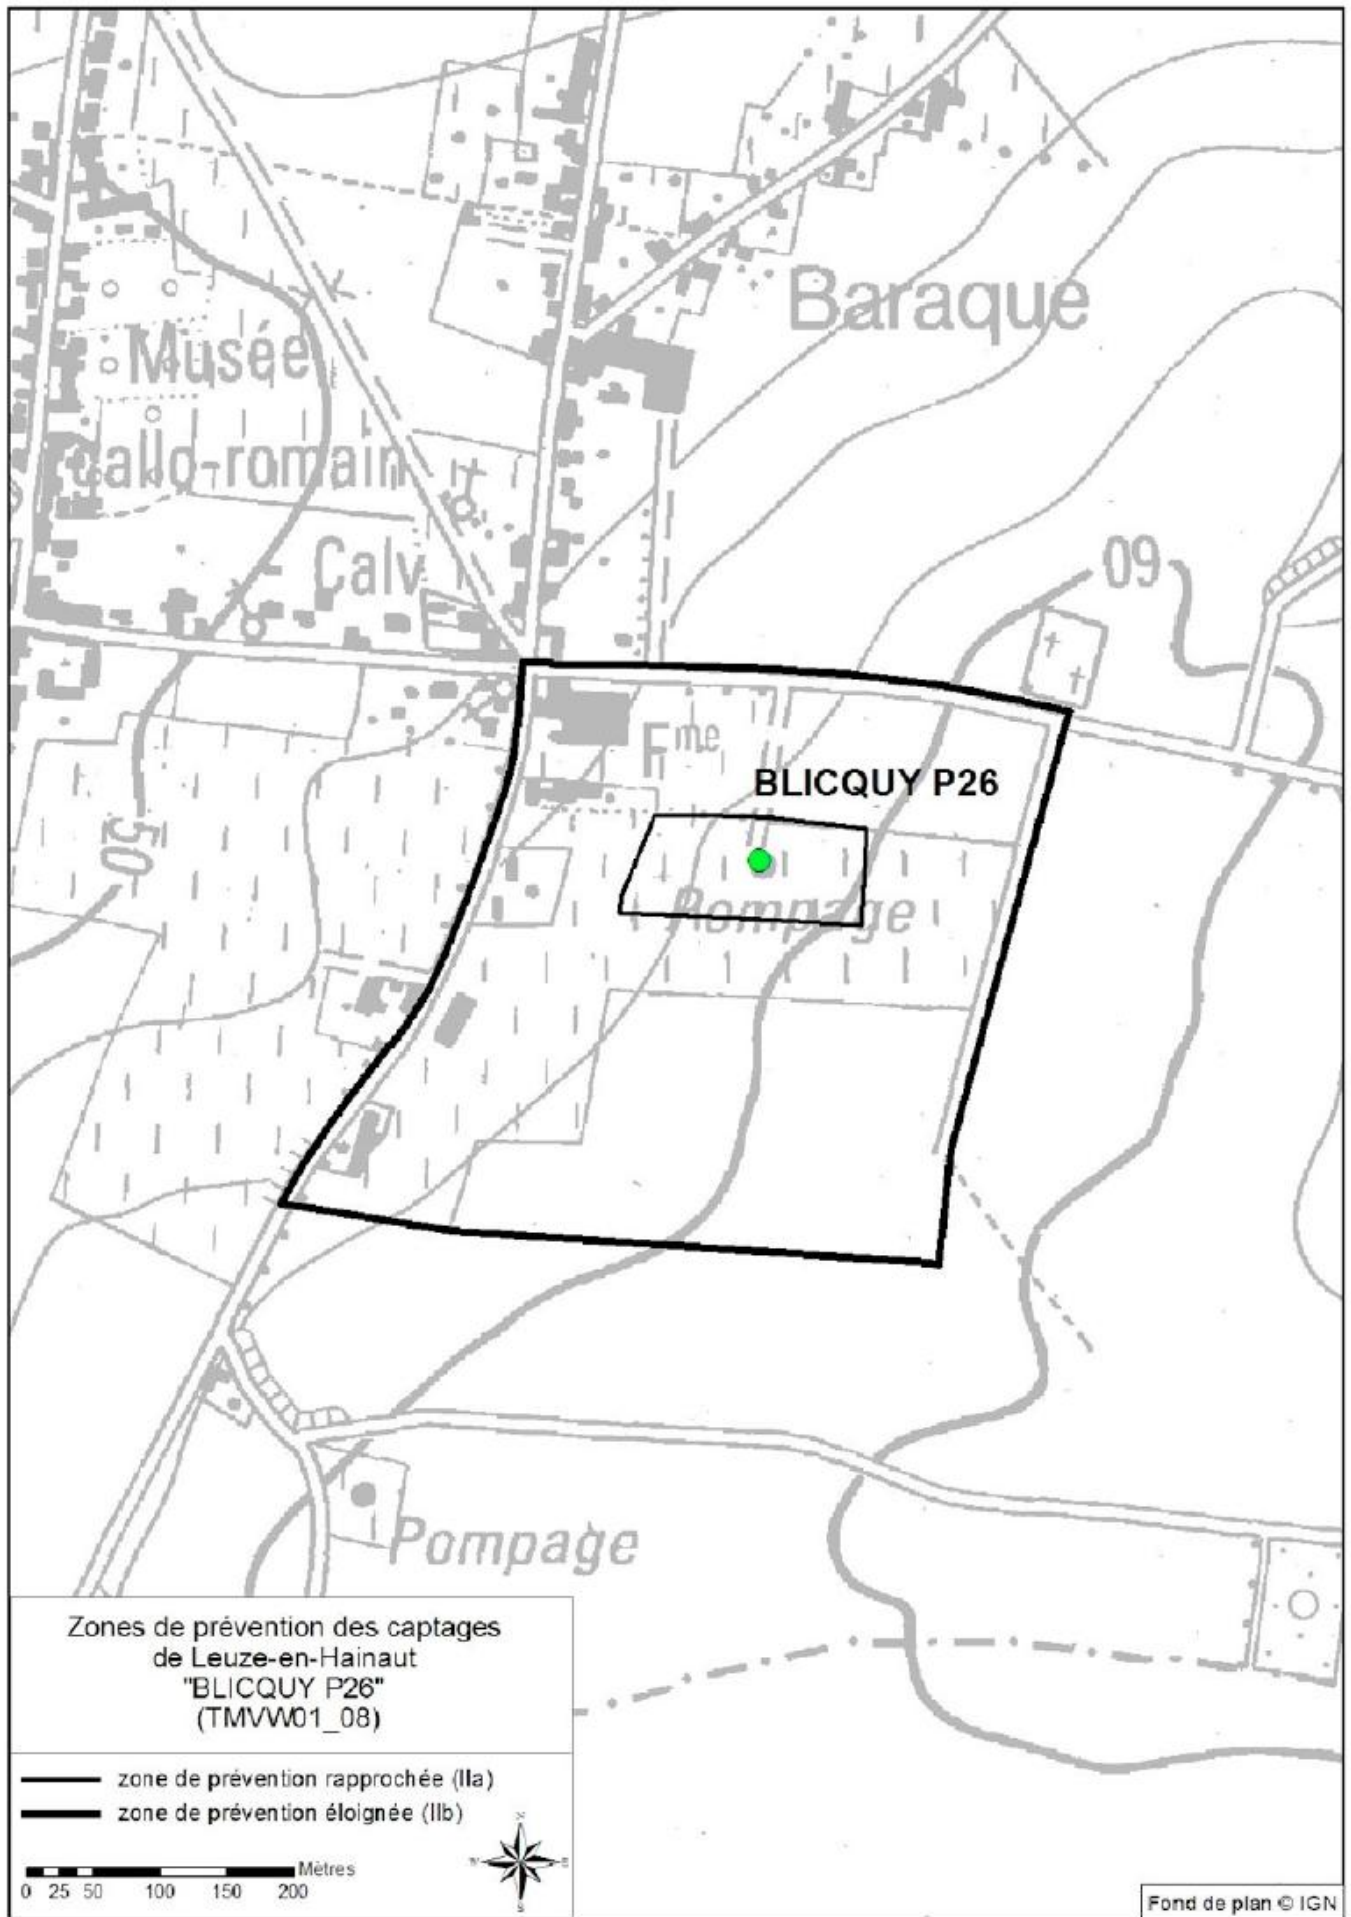 Baraque
Musée
Gallo-romain
Calv
60
Fme
BLICQUY P26
50
Pompage
Pompage
Zones de prévention des captages
de Leuze-en-Hainaut
"BLICQUY P26"
(TMVW01_08)
zone de prévention rapprochée (IIa)
zone de prévention éloignée (IIb)
N
W E
S
Mètres
0 25 50 100 150 200
Fond de plan © IGN